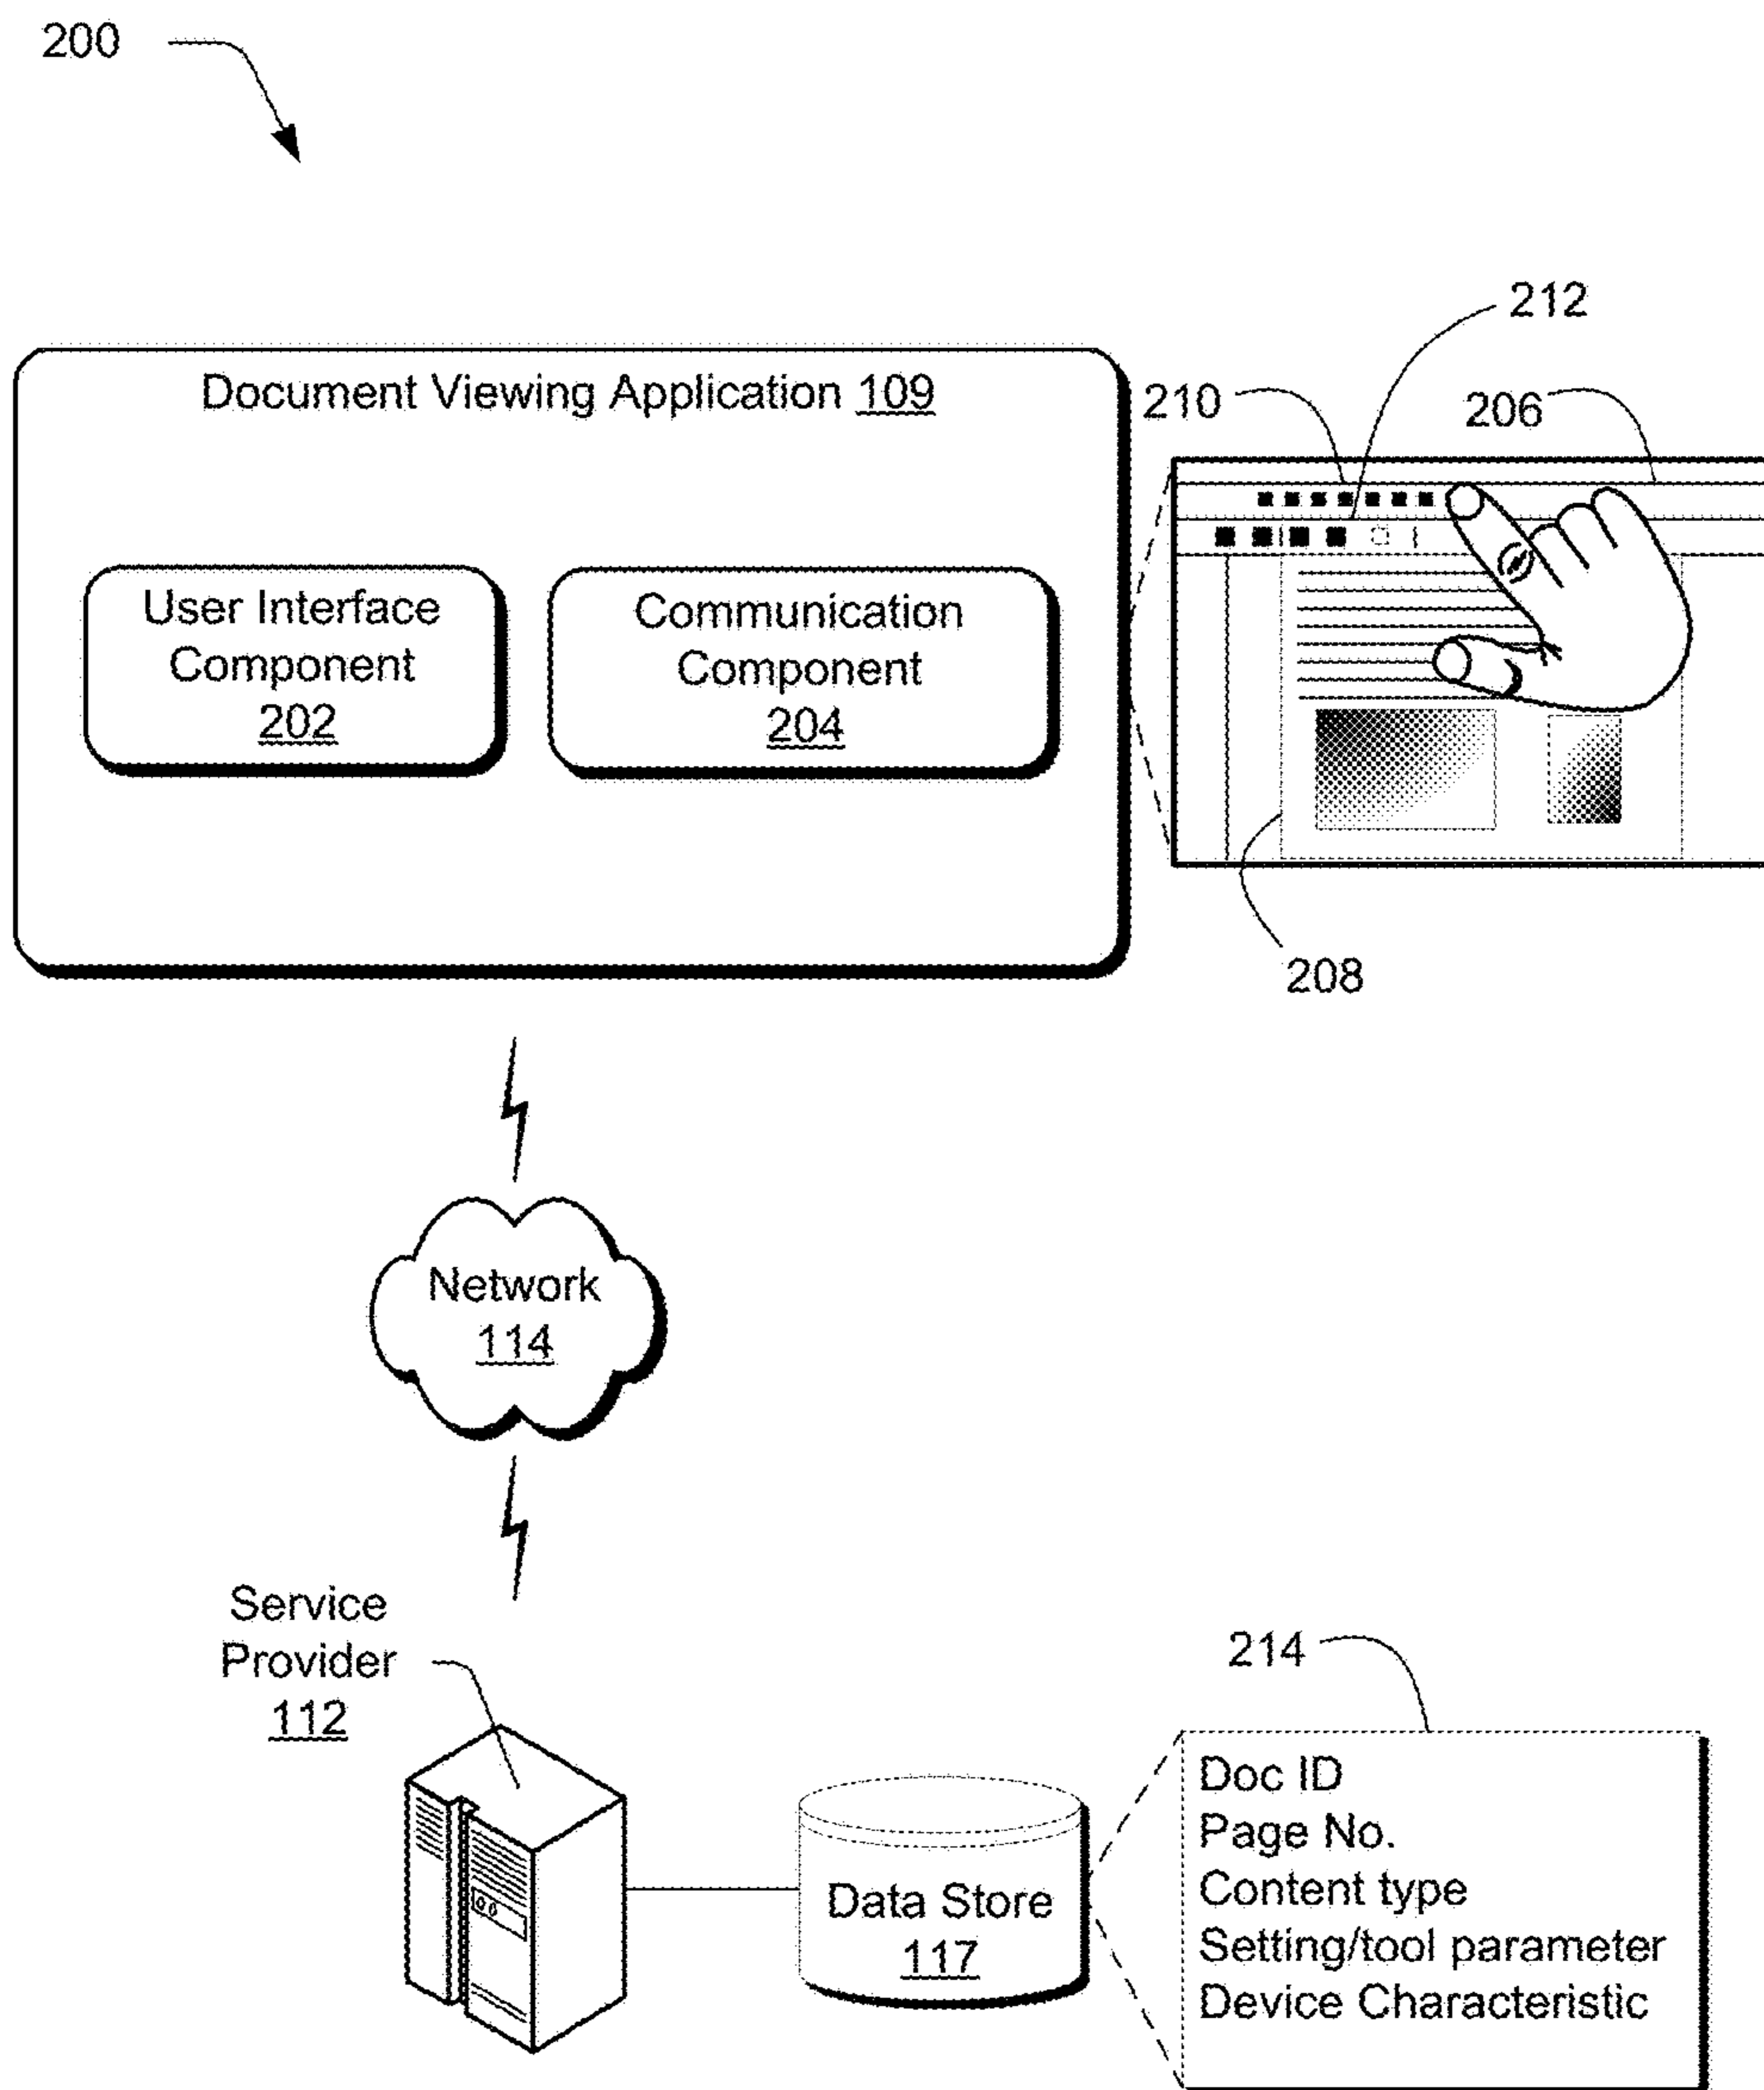 200
212
Document Viewing Application 109
210
206
User Interface
Component
202
Communication
Component
204
208
Network
114
Service
Provider
112
214
Data Store
117
Doc ID
Page No.
Content type
Setting/tool parameter
Device Characteristic